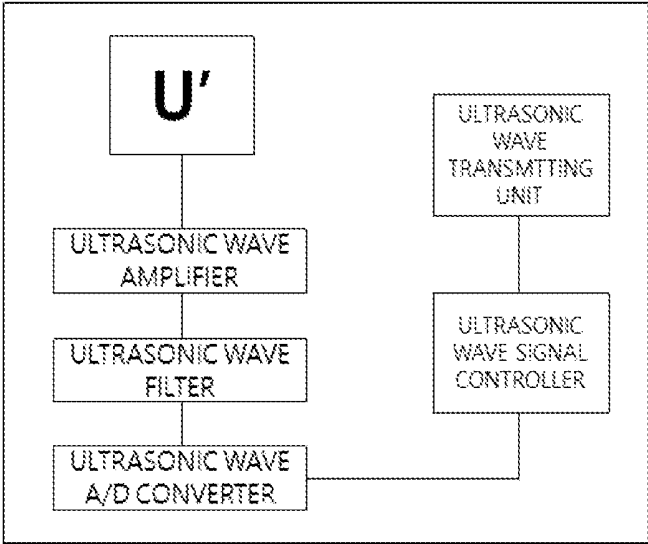 U'
ULTRASONIC WAVE
AMPLIFIER
ULTRASONIC WAVE
FILTER
ULTRASONIC WAVE
A/D CONVERTER
ULTRASONIC
WAVE
TRANSMTTING
UNIT
ULTRASONIC
WAVE SIGNAL
CONTROLLER